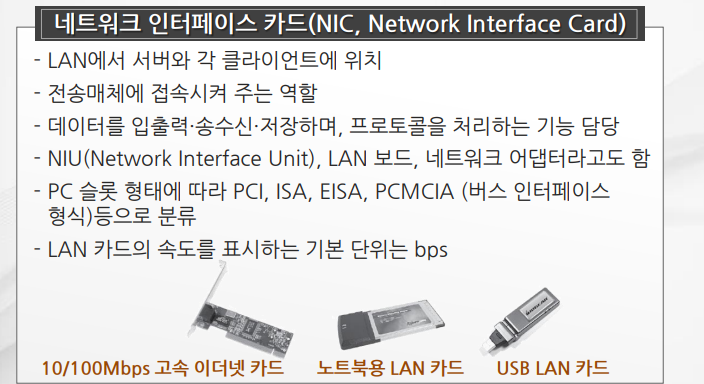 네트워크 인터페이스 카드(NIC, Network Interface Card)
- LAN에서 서버와 각 클라이언트에 위치
- 전송매체에 접속시켜 주는 역할
- 데이터를 입출력·송수신·저장하며, 프로토콜을 처리하는 기능 담당
- NIU(Network Interface Unit), LAN 보드, 네트워크 어댑터라고도 함
- PC 슬롯 형태에 따라 PCI, ISA, EISA, PCMCIA (버스 인터페이스
형식)등으로 분류
- LAN 카드의 속도를 표시하는 기본 단위는 bps
10/100Mbps 고속 이더넷 카드
노트북용 LAN 카드
USB LAN 카드